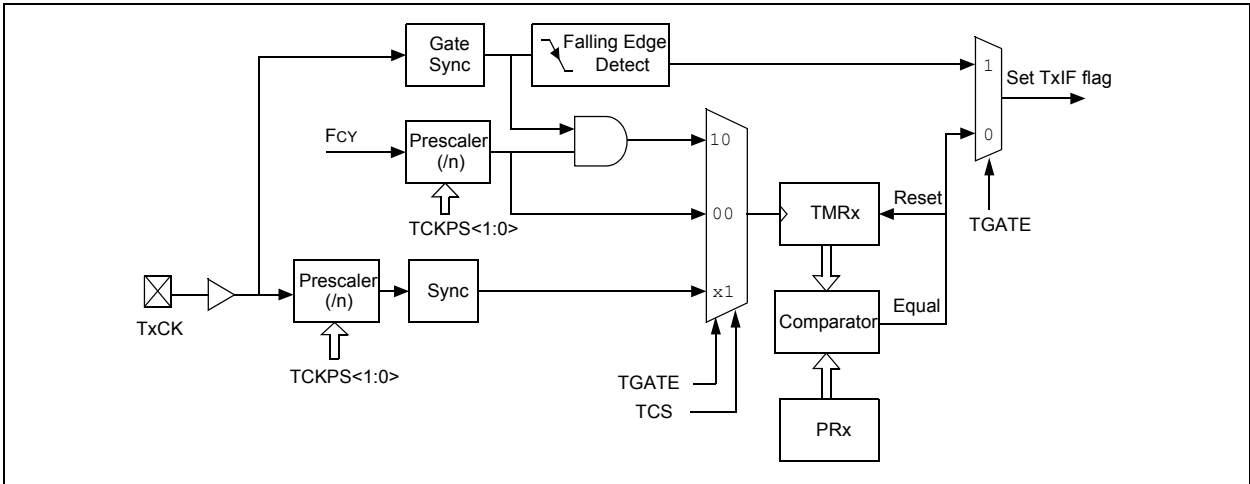 Gate
Sync
Falling Edge
Detect
1
Set TxIF flag
0
TGATE
FCY
Prescaler
(/n)
TCKPS<1:0>
10
00
x1
TMRx
Reset
TxCK
Prescaler
(/n)
Sync
TCKPS<1:0>
Comparator
Equal
TGATE
TCS
PRx